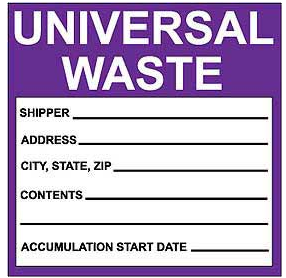 UNIVERSAL
WASTE
SHIPPER
ADDRESS
CITY, STATE, ZIP
CONTENTS
ACCUMULATION START DATE